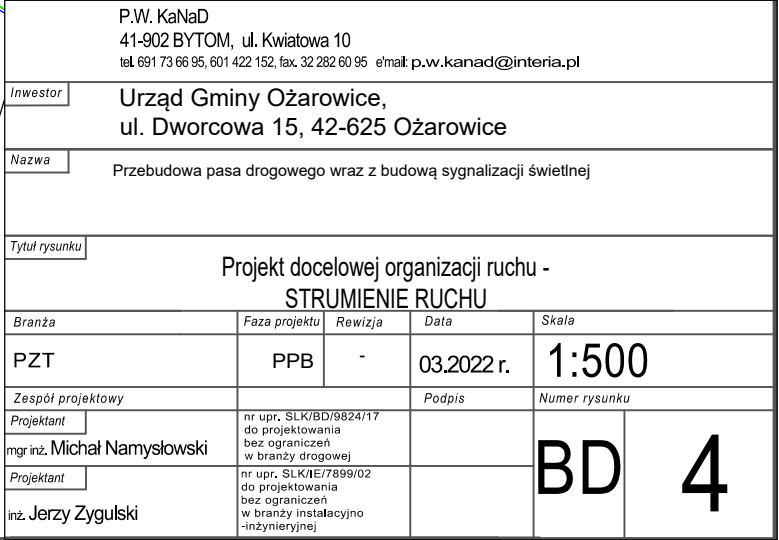 P.W. KaNaD
41-902 BYTOM, ul. Kwiatowa 10
tel. 691 73 66 95, 601 422 152, fax. 32 282 60 95 e'mail: p.w.kanad@interia.pl
Inwestor
Urząd Gminy Ożarowice,
ul. Dworcowa 15, 42-625 Ożarowice
Nazwa
Przebudowa pasa drogowego wraz z budową sygnalizacji świetlnej
Tytuł rysunku
Projekt docelowej organizacji ruchu -
STRUMIENIE RUCHU
Branża Faza projektu Rewizja Data Skala
PZT PPB - 03.2022 r. 1:500
Zespół projektowy Podpis Numer rysunku
Projektant
mgr inż. Michał Namysłowski
nr upr. SLK/BD/9824/17
do projektowania
bez ograniczeń
w branży drogowej
BD 4
Projektant
inż. Jerzy Zygulski
nr upr. SLK/IE/7899/02
do projektowania
bez ograniczeń
w branży instalacyjno
-inżynieryjnej